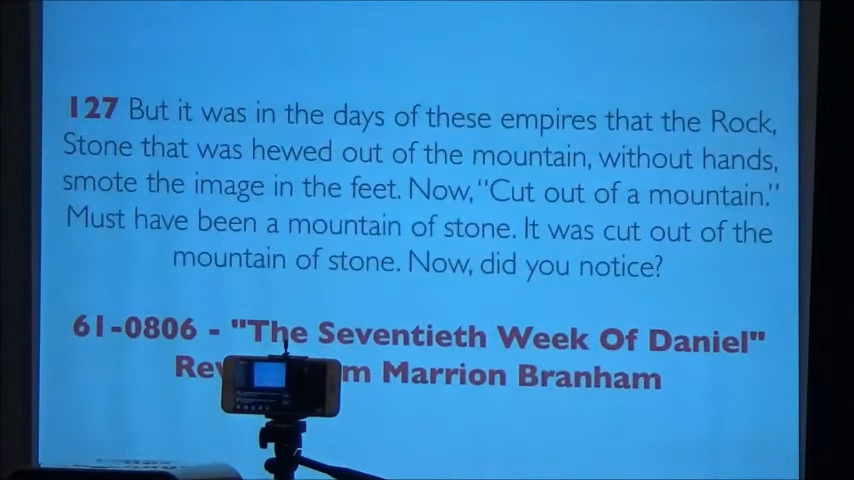 127 But it was in the days of these empires that the Rock,
Stone that was hewed out of the mountain, without hands,
smote the image in the feet. Now, "Cut out of a mountain."
Must have been a mountain of stone. It was cut out of the
mountain of stone. Now, did you notice?
61-0806 - "The Seventieth Week Of Daniel"
Marrion Branham